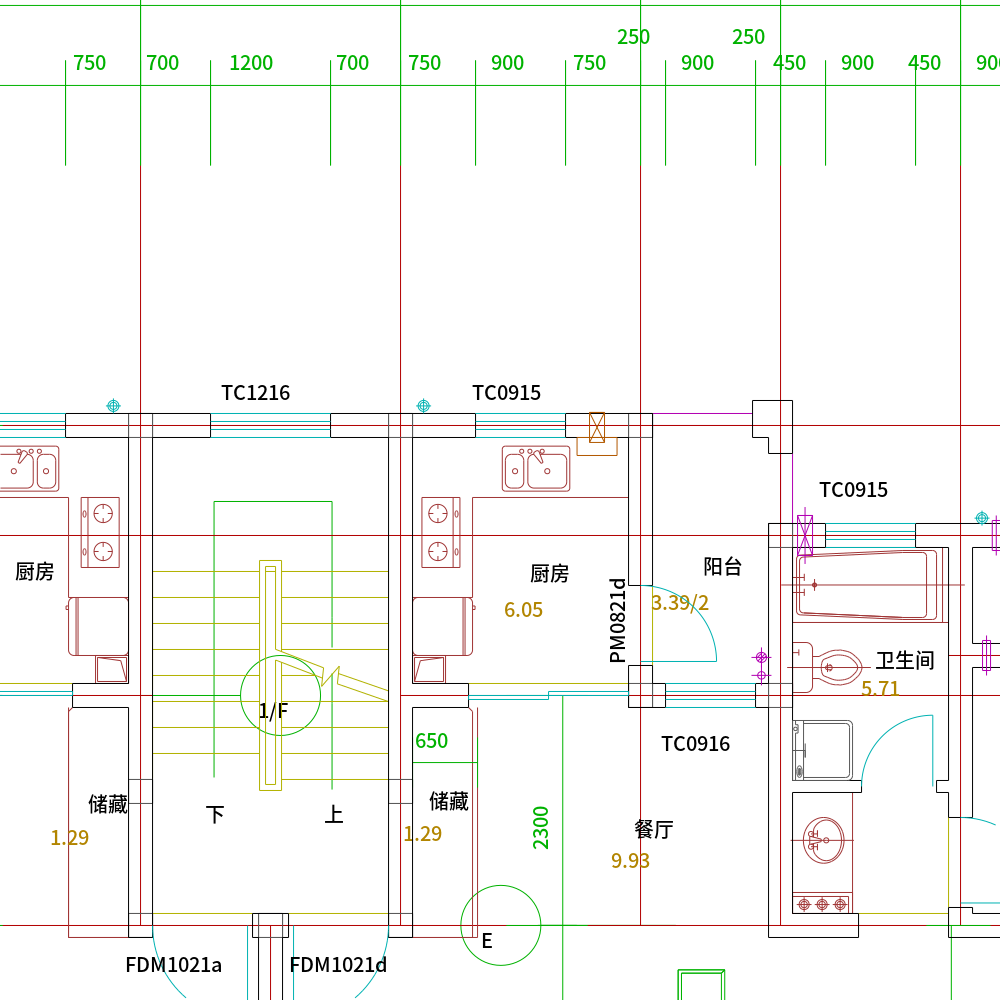 250 250
750 700 1200 700 750 900 750 900 450 900 450
TC1216 TC0915
TC0915
厨房 厨房 阳台
6.05 PM0821d 3.39/2
卫生间
5.71
1/F
650 TC0916
储藏 储藏
下 上 2300 餐厅
1.29 1.29
9.93
E
FDM1021a FDM1021d